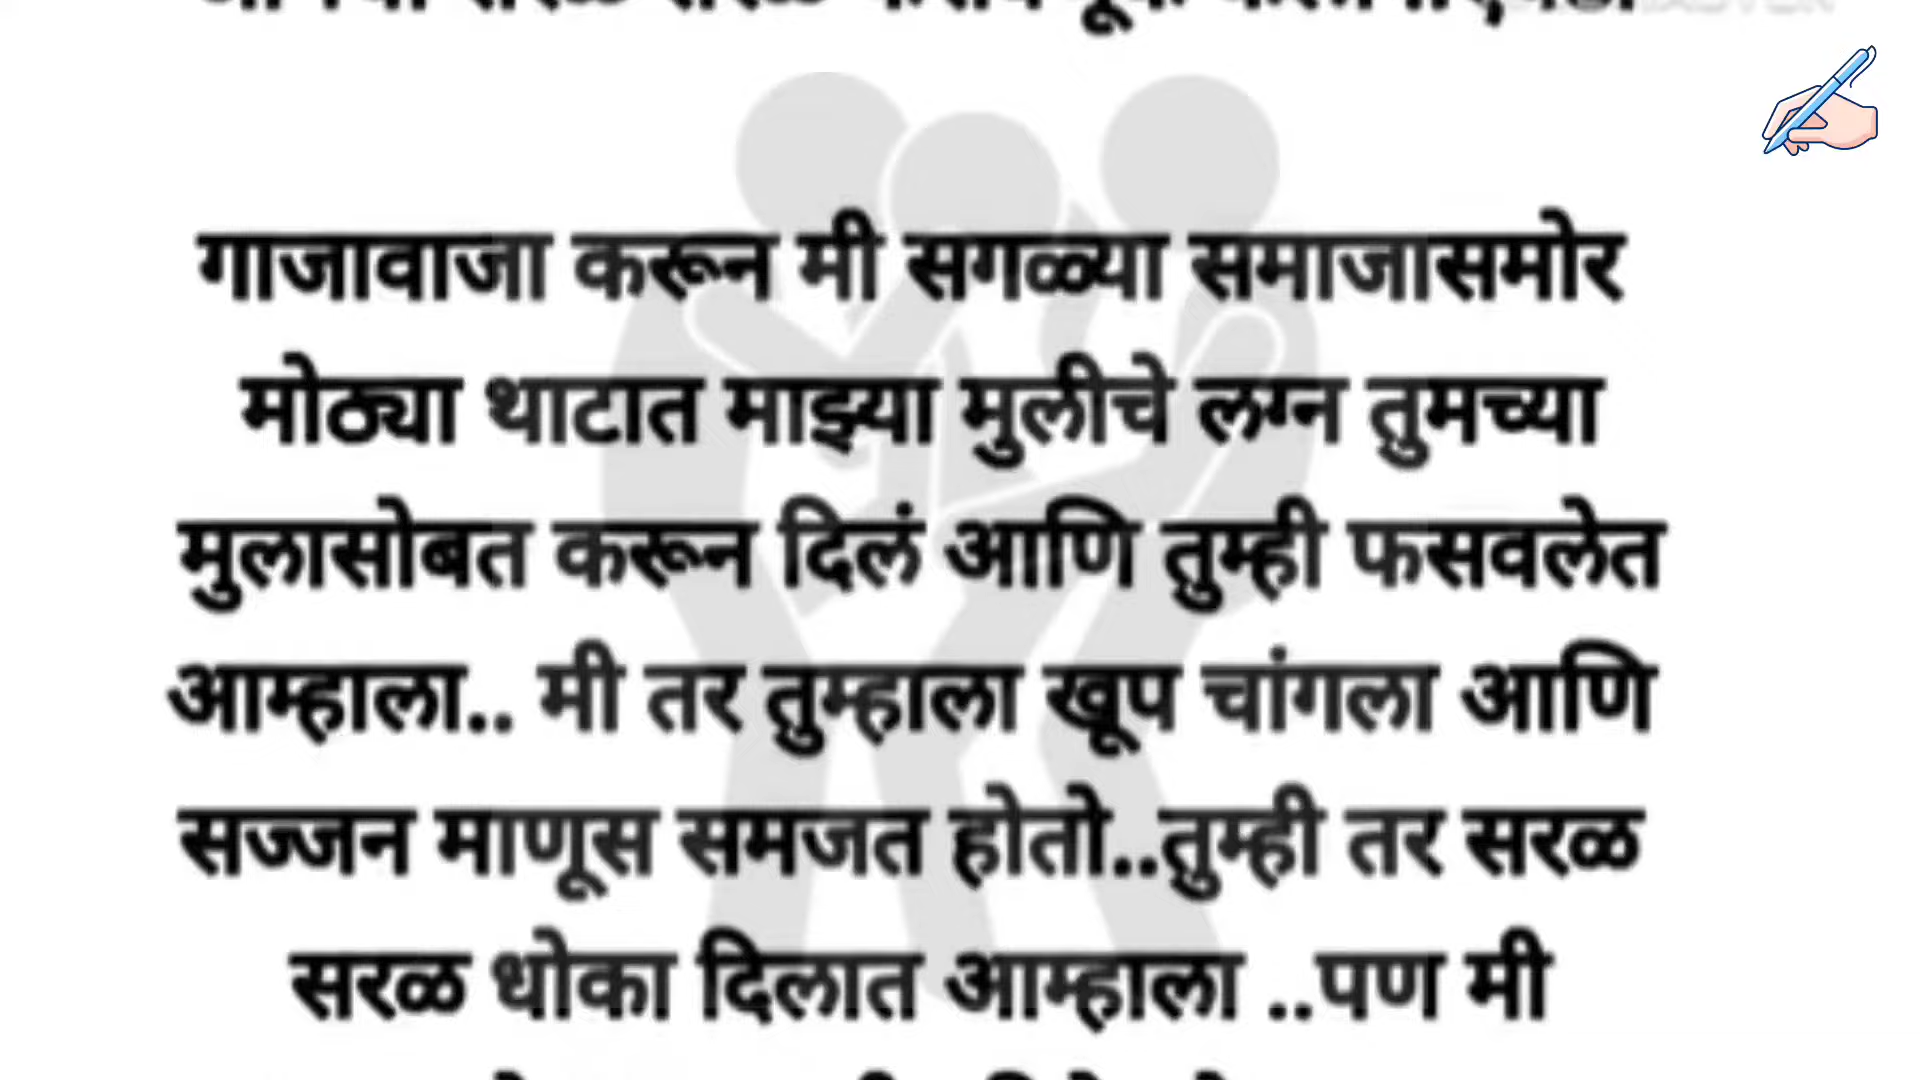 गाजावाजा करून मी सगळ्या समाजासमोर
मोठ्या थाटात माझ्या मुलीचे लग्न तुमच्या
मुलासोबत करून दिलं आणि तुम्ही फसवलेत
आम्हाला.. मी तर तुम्हाला खूप चांगला आणि
सज्जन माणूस समजत होतो..तुम्ही तर सरळ
सरळ धोका दिलात आम्हाला ..पण मी